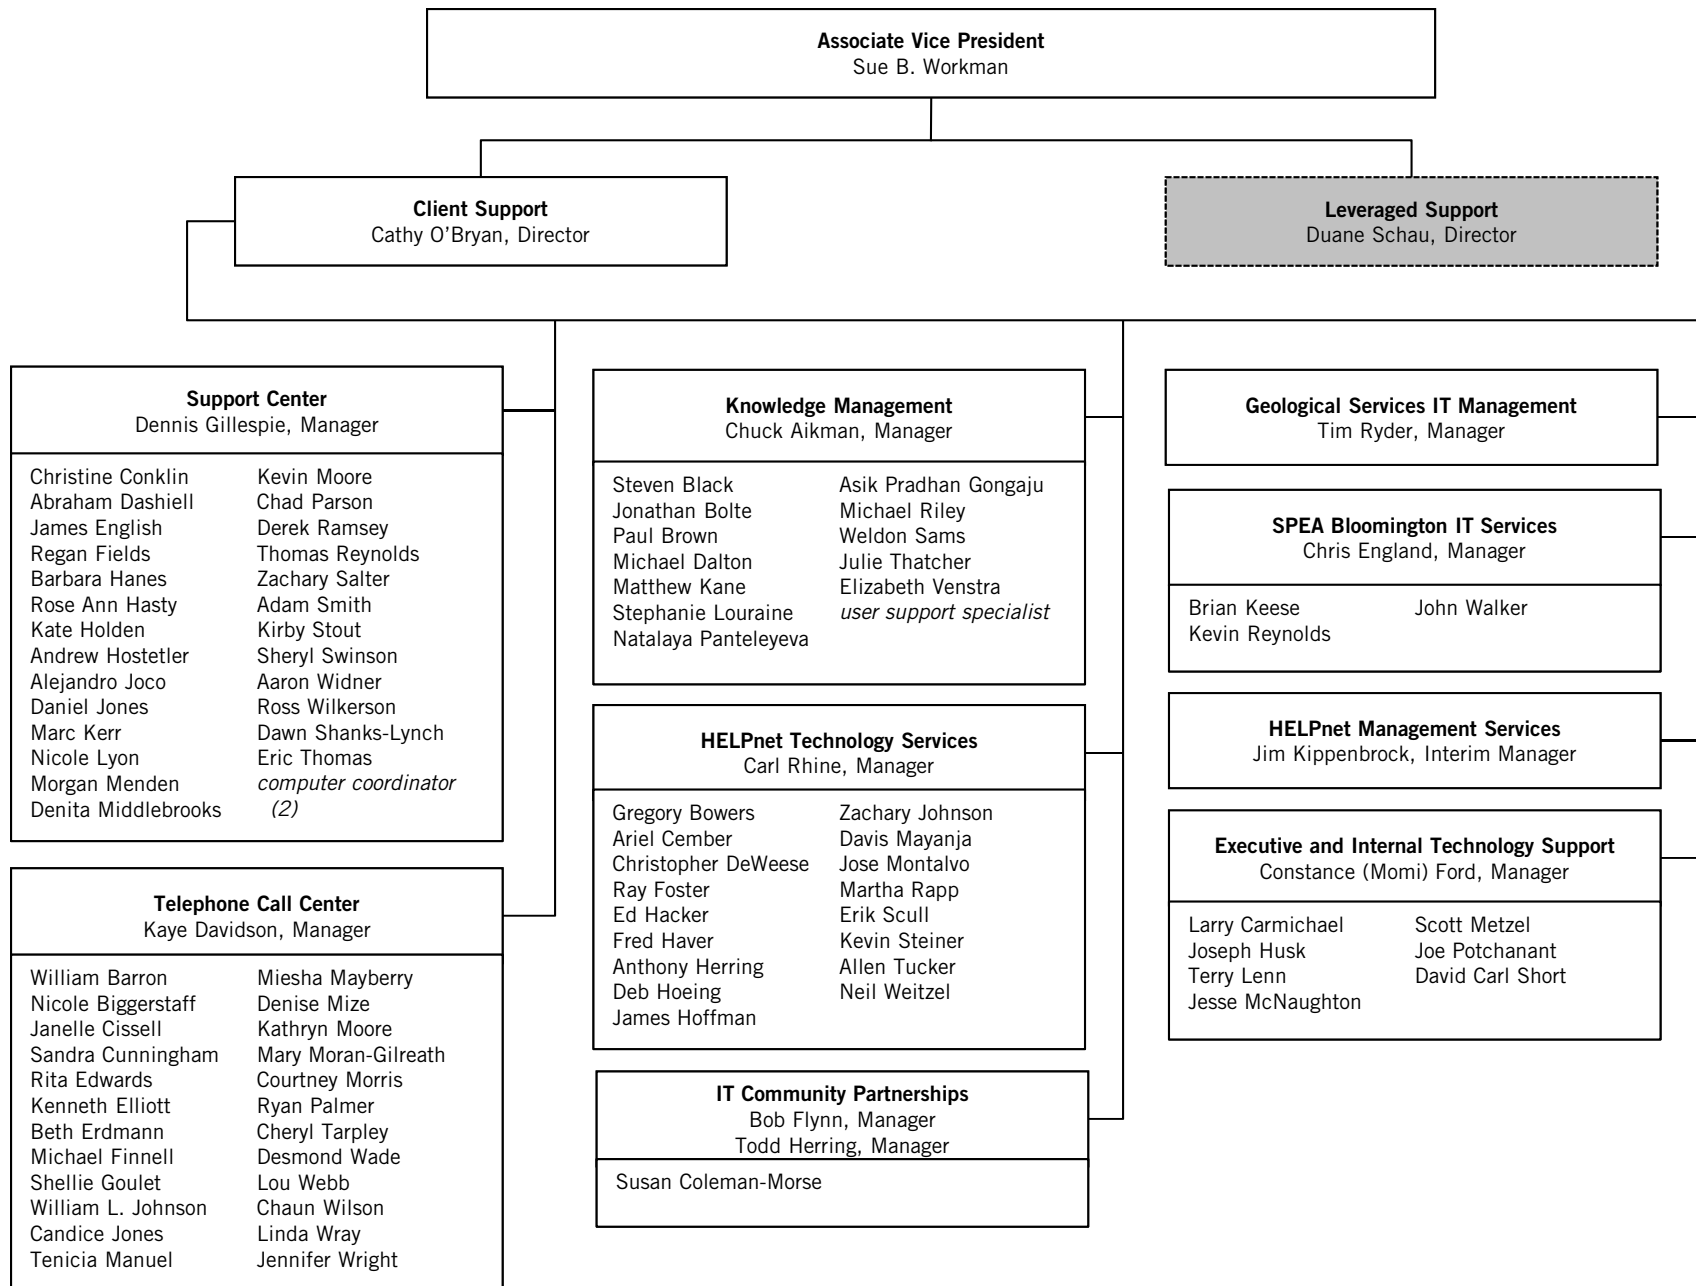 Associate Vice President
Sue B. Workman
Client Support
Cathy O'Bryan, Director
Leveraged Support
Duane Schau, Director
Support Center
Dennis Gillespie, Manager
Christine Conklin
Abraham Dashiell
James English
Regan Fields
Barbara Hanes
Rose Ann Hasty
Kate Holden
Andrew Hostetler
Alejandro Joco
Daniel Jones
Marc Kerr
Nicole Lyon
Morgan Menden
Denita Middlebrooks
Kevin Moore
Chad Parson
Derek Ramsey
Thomas Reynolds
Zachary Salter
Adam Smith
Kirby Stout
Sheryl Swinson
Aaron Widner
Ross Wilkerson
Dawn Shanks-Lynch
Eric Thomas
computer coordinator
(2)
Telephone Call Center
Kaye Davidson, Manager
William Barron
Nicole Biggerstaff
Janelle Cissell
Sandra Cunningham
Rita Edwards
Kenneth Elliott
Beth Erdmann
Michael Finnell
Shellie Goulet
William L. Johnson
Candice Jones
Tenicia Manuel
Miesha Mayberry
Denise Mize
Kathryn Moore
Mary Moran-Gilreath
Courtney Morris
Ryan Palmer
Cheryl Tarpley
Desmond Wade
Lou Webb
Chaun Wilson
Linda Wray
Jennifer Wright
Knowledge Management
Chuck Aikman, Manager
Steven Black
Jonathan Bolte
Paul Brown
Michael Dalton
Matthew Kane
Stephanie Louraine
Natalaya Panteleyeva
Asik Pradhan Gongaju
Michael Riley
Weldon Sams
Julie Thatcher
Elizabeth Venstra
user support specialist
HELPnet Technology Services
Carl Rhine, Manager
Gregory Bowers
Ariel Cember
Christopher DeWeese
Ray Foster
Ed Hacker
Fred Haver
Anthony Herring
Deb Hoeing
James Hoffman
Zachary Johnson
Davis Mayanja
Jose Montalvo
Martha Rapp
Erik Scull
Kevin Steiner
Allen Tucker
Neil Weitzel
IT Community Partnerships
Bob Flynn, Manager
Todd Herring, Manager
Susan Coleman-Morse
Geological Services IT Management
Tim Ryder, Manager
SPEA Bloomington IT Services
Chris England, Manager
Brian Keese
Kevin Reynolds
John Walker
HELPnet Management Services
Jim Kippenbrock, Interim Manager
Executive and Internal Technology Support
Constance (Momi) Ford, Manager
Larry Carmichael
Joseph Husk
Terry Lenn
Jesse McNaughton
Scott Metzel
Joe Potchanant
David Carl Short